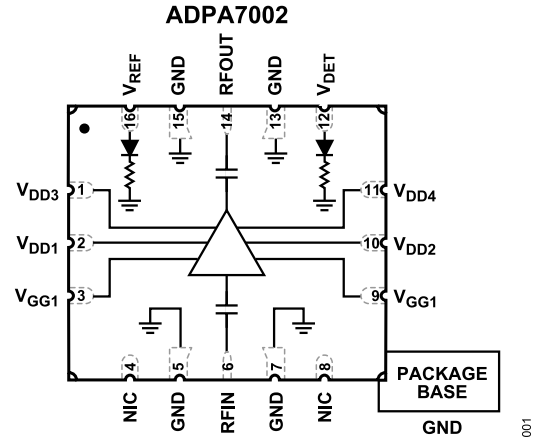 ADPA7002
VREF
GND
RFOUT
GND
VDET
16
15
14
13
12
VDD3
1
11
VDD4
VDD1
2
10
VDD2
VGG1
3
9
VGG1
4
5
6
7
8
NIC
GND
RFIN
GND
NIC
PACKAGE
BASE
GND
001